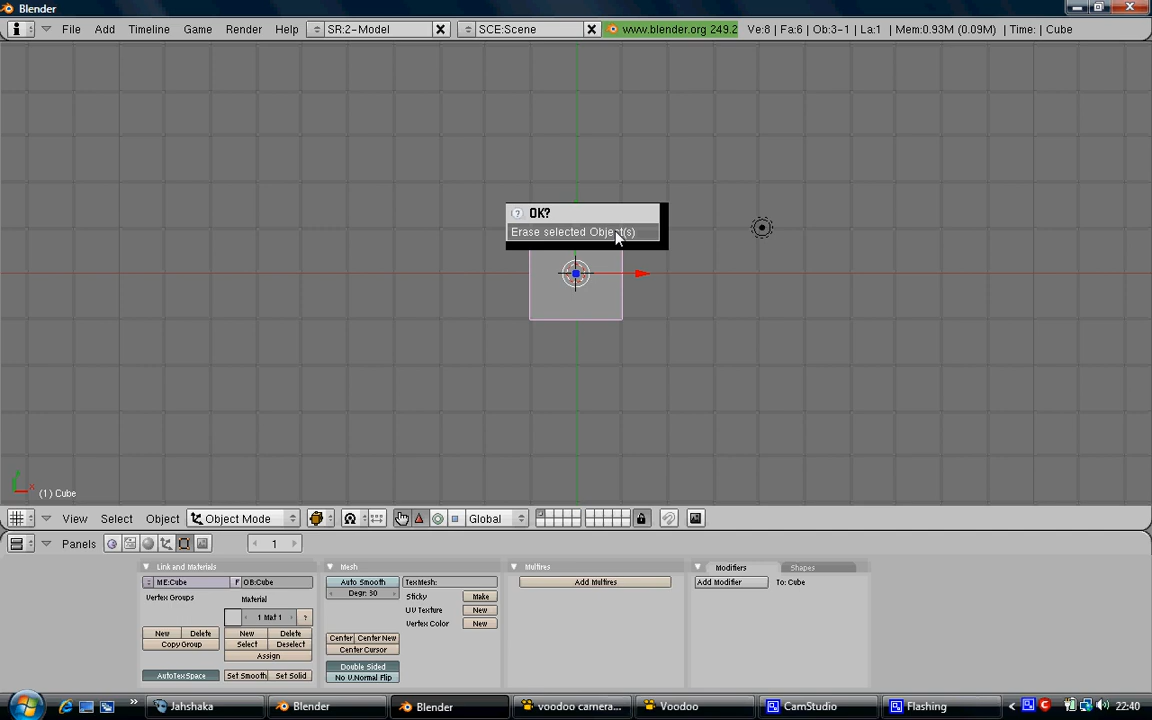 Blender
File Add Timeline Game Render Help SR:2-Model SCE:Scene www.blender.org 249.2 Ve:8 | Fa:6 | Ob:3-1 | La:1 | Mem:0.93M (0.09M) | Time: | Cube
OK?
Erase selected Object(s)
(1) Cube
View Select Object Object Mode Global
Panels 1
Link and Materials Mesh Multires Modifiers Shapes
ME:Cube F OB:Cube Auto Smooth TexMesh: Add Multires Add Modifier To: Cube
Vertex Groups Material Degr: 30 Sticky Make
1 Mat 1 ? UV Texture New
Vertex Color New
New Delete New Delete Center Center New
Copy Group Select Deselect Center Cursor
Assign
AutoTexSpace Set Smooth Set Solid Double Sided
No V.Normal Flip
Jahshaka Blender Blender voodoo camera... Voodoo CamStudio Flashing 22:40